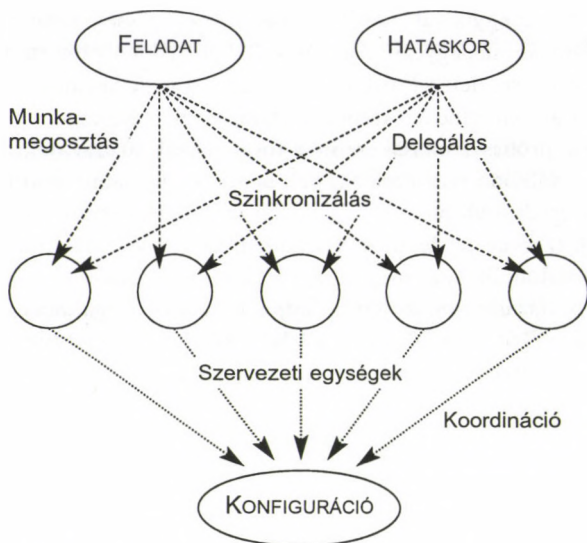 FELADAT
HATÁSKÖR
Munka-
megosztás
Delegálás
Szinkronizálás
Szervezeti egységek
Koordináció
KONFIGURÁCIÓ